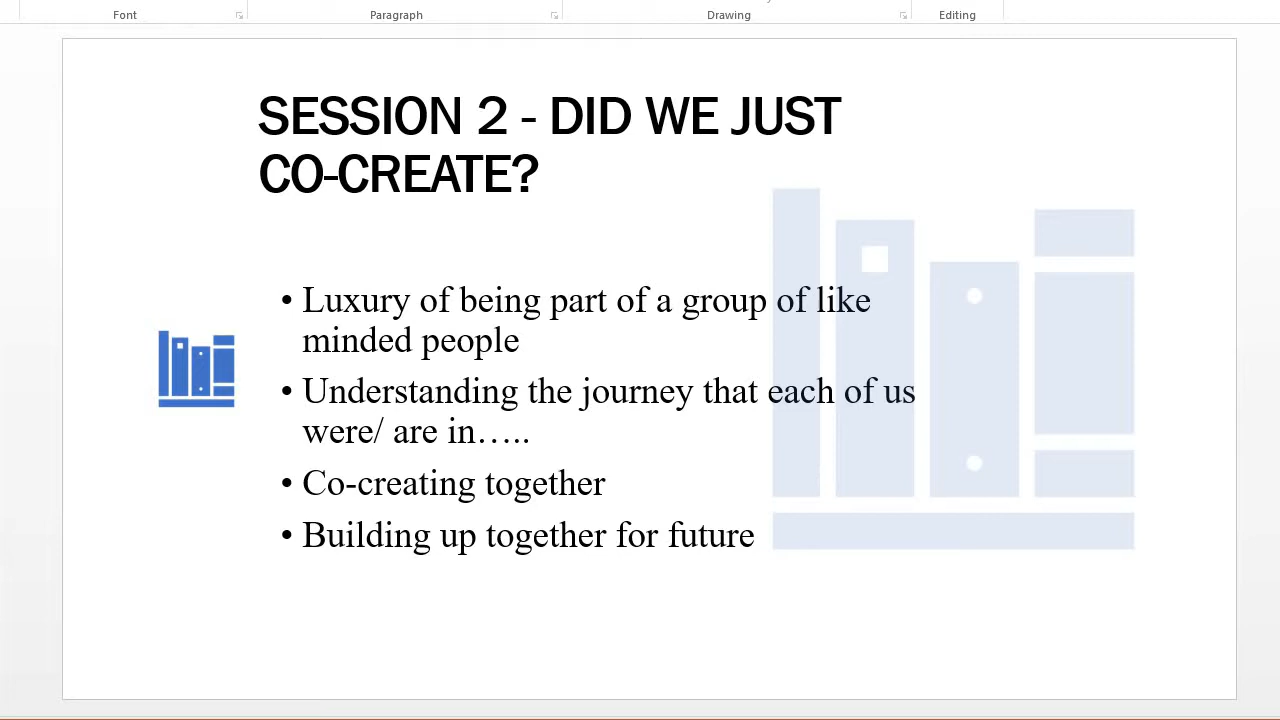 Font Paragraph Drawing Editing
SESSION 2 - DID WE JUST
CO-CREATE?
• Luxury of being part of a group of like
minded people
• Understanding the journey that each of us
were/ are in…..
• Co-creating together
• Building up together for future